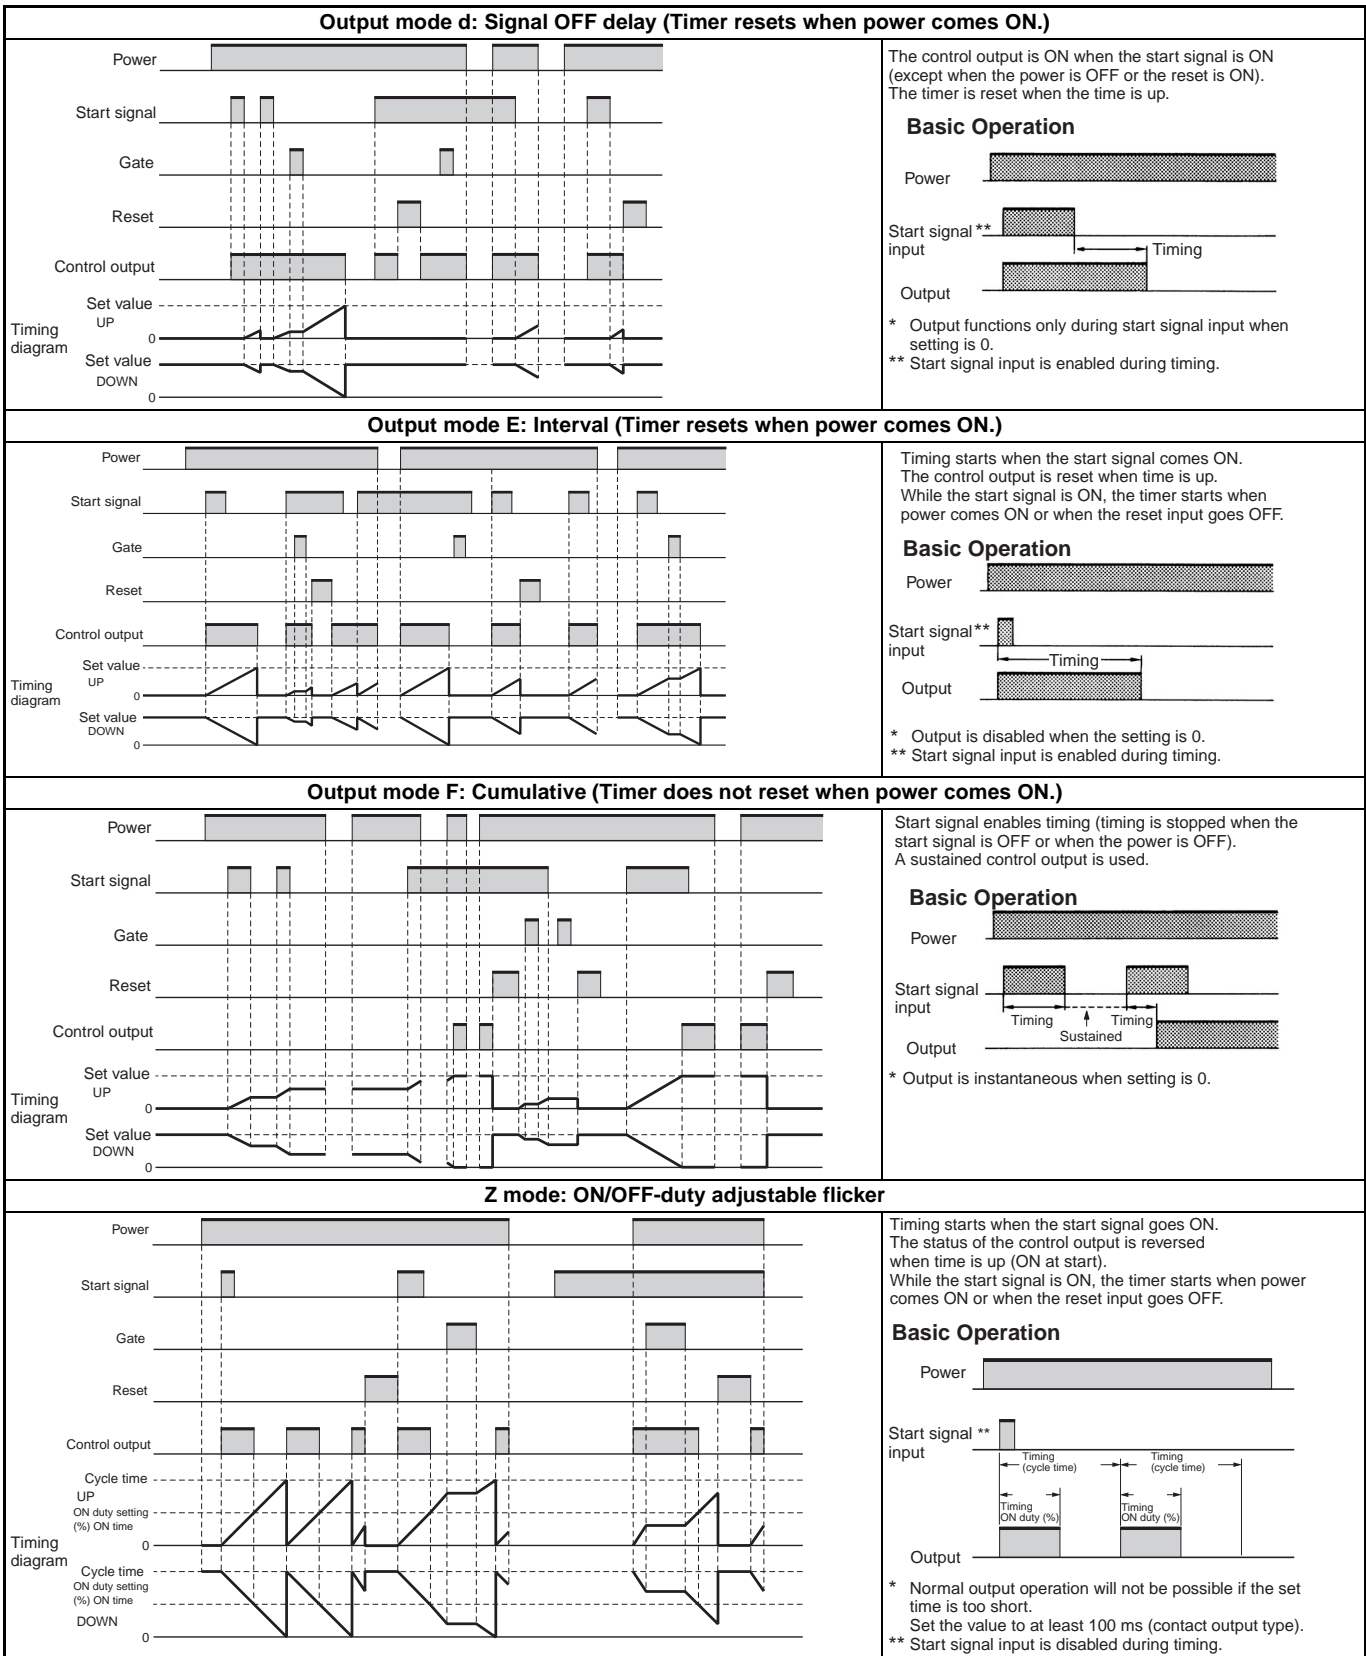 Output mode d: Signal OFF delay (Timer resets when power comes ON.)
Power
Start signal
Gate
Reset
Control output
Set value
UP
Timing
diagram
0
Set value
DOWN
0
The control output is ON when the start signal is ON
(except when the power is OFF or the reset is ON).
The timer is reset when the time is up.
Basic Operation
Power
Start signal **
input
Timing
Output
* Output functions only during start signal input when
setting is 0.
** Start signal input is enabled during timing.
Output mode E: Interval (Timer resets when power comes ON.)
Power
Start signal
Gate
Reset
Control output
Set value
UP
Timing
diagram
0
Set value
DOWN
0
Timing starts when the start signal comes ON.
The control output is reset when time is up.
While the start signal is ON, the timer starts when
power comes ON or when the reset input goes OFF.
Basic Operation
Power
Start signal**
input
Timing
Output
* Output is disabled when the setting is 0.
** Start signal input is enabled during timing.
Output mode F: Cumulative (Timer does not reset when power comes ON.)
Power
Start signal
Gate
Reset
Control output
Set value
UP
Timing
diagram
0
Set value
DOWN
0
Start signal enables timing (timing is stopped when the
start signal is OFF or when the power is OFF).
A sustained control output is used.
Basic Operation
Power
Start signal
input
Timing Timing
Sustained
Output
* Output is instantaneous when setting is 0.
Z mode: ON/OFF-duty adjustable flicker
Power
Start signal
Gate
Reset
Control output
Cycle time
UP
ON duty setting
(%) ON time
Timing
diagram
0
Cycle time
ON duty setting
(%) ON time
DOWN
0
Timing starts when the start signal goes ON.
The status of the control output is reversed
when time is up (ON at start).
While the start signal is ON, the timer starts when power
comes ON or when the reset input goes OFF.
Basic Operation
Power
Start signal **
input
Timing Timing
(cycle time) (cycle time)
Timing Timing
ON duty (%) ON duty (%)
Output
* Normal output operation will not be possible if the set
time is too short.
Set the value to at least 100 ms (contact output type).
** Start signal input is disabled during timing.